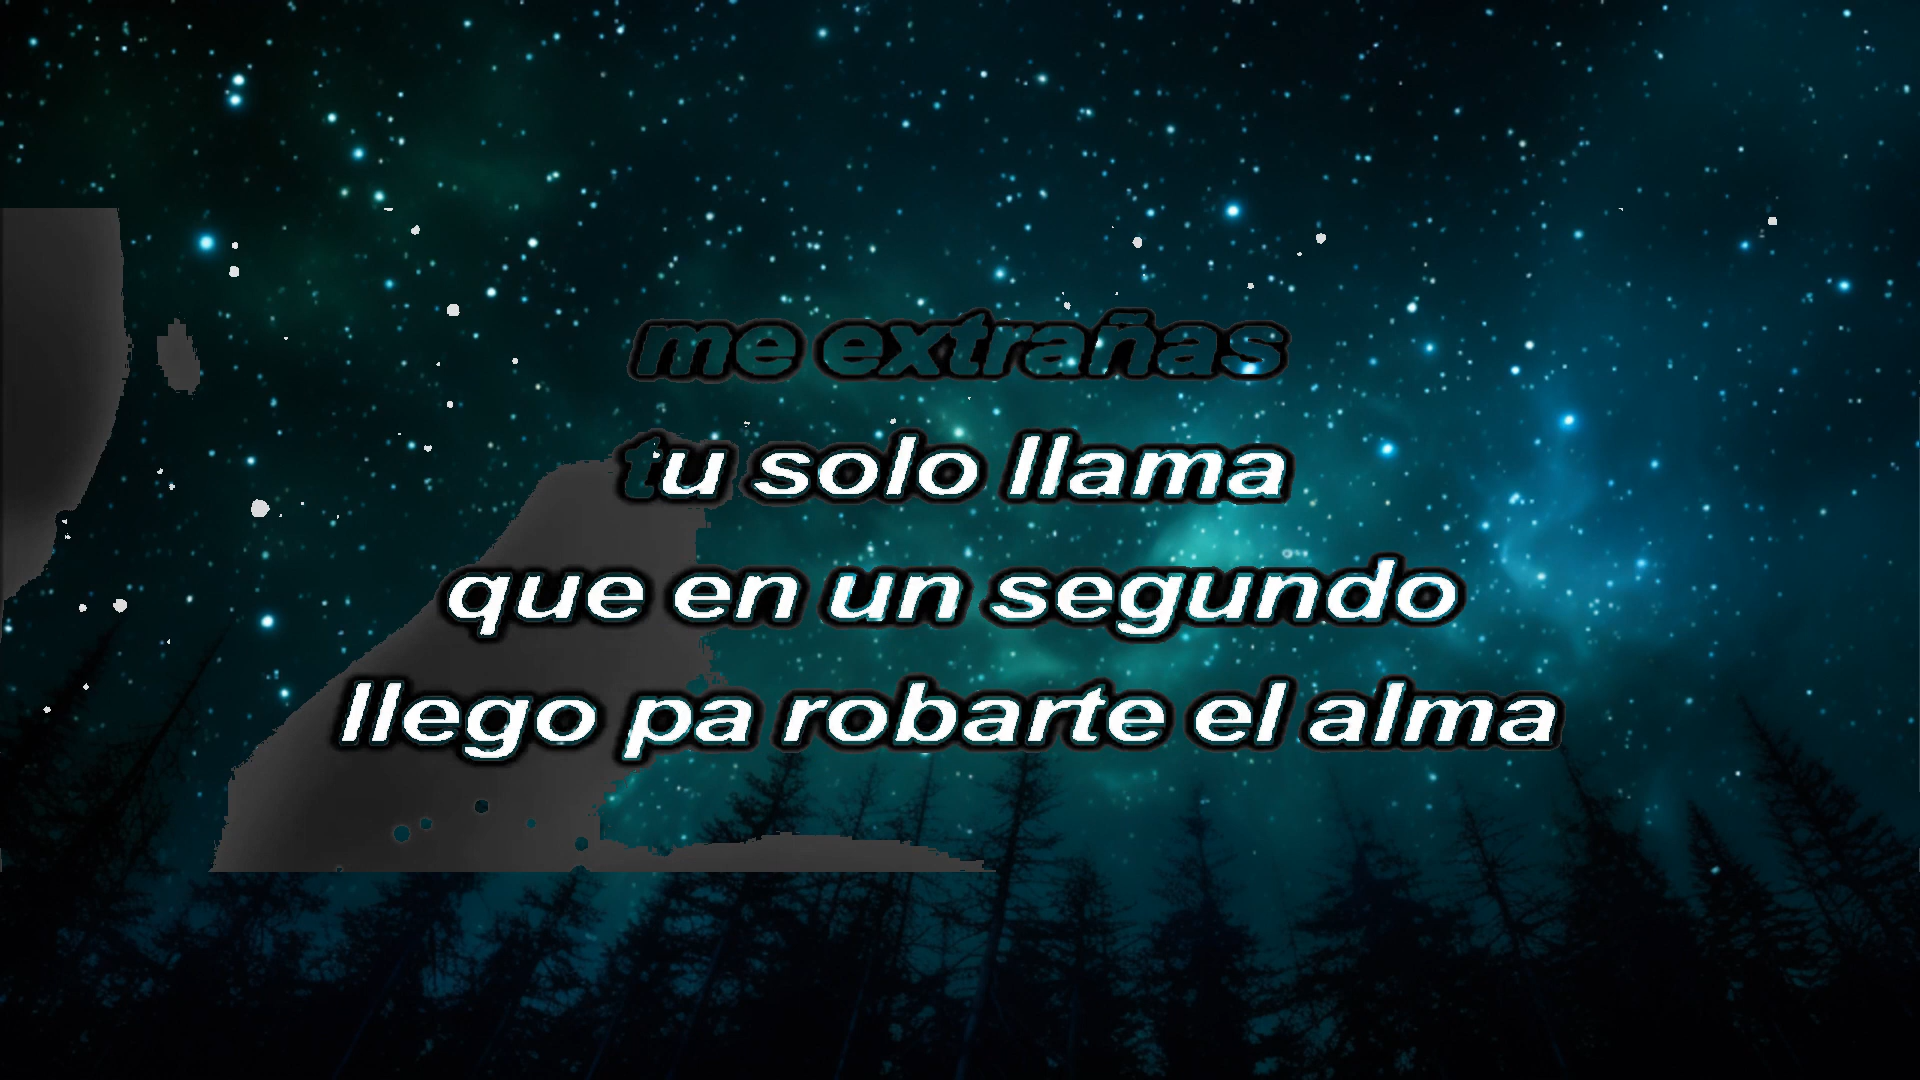 me extrañas
tu solo llama
que en un segundo
llego pa robarte el alma